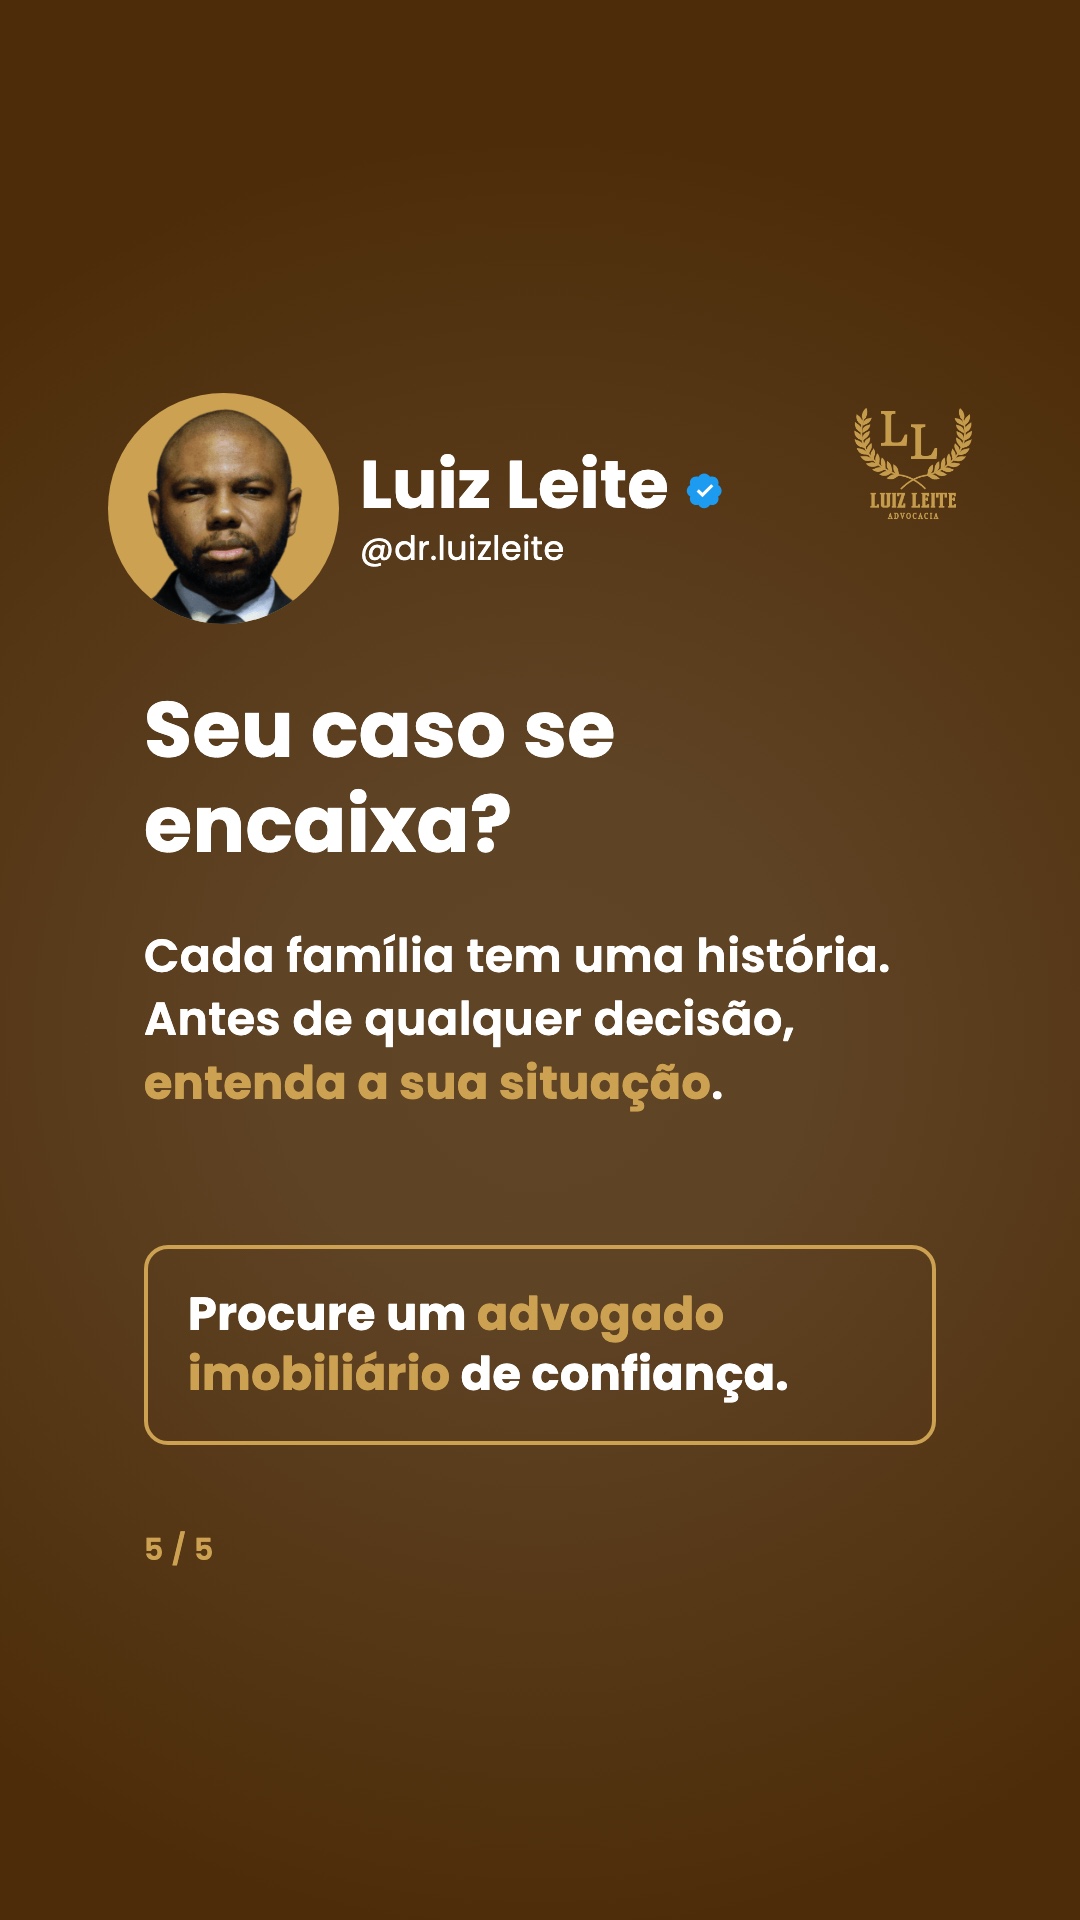 Luiz Leite
@dr.luizleite
LL
LUIZ LEITE
ADVOCACIA
Seu caso se
encaixa?
Cada família tem uma história.
Antes de qualquer decisão,
entenda a sua situação.
Procure um advogado
imobiliário de confiança.
5 / 5